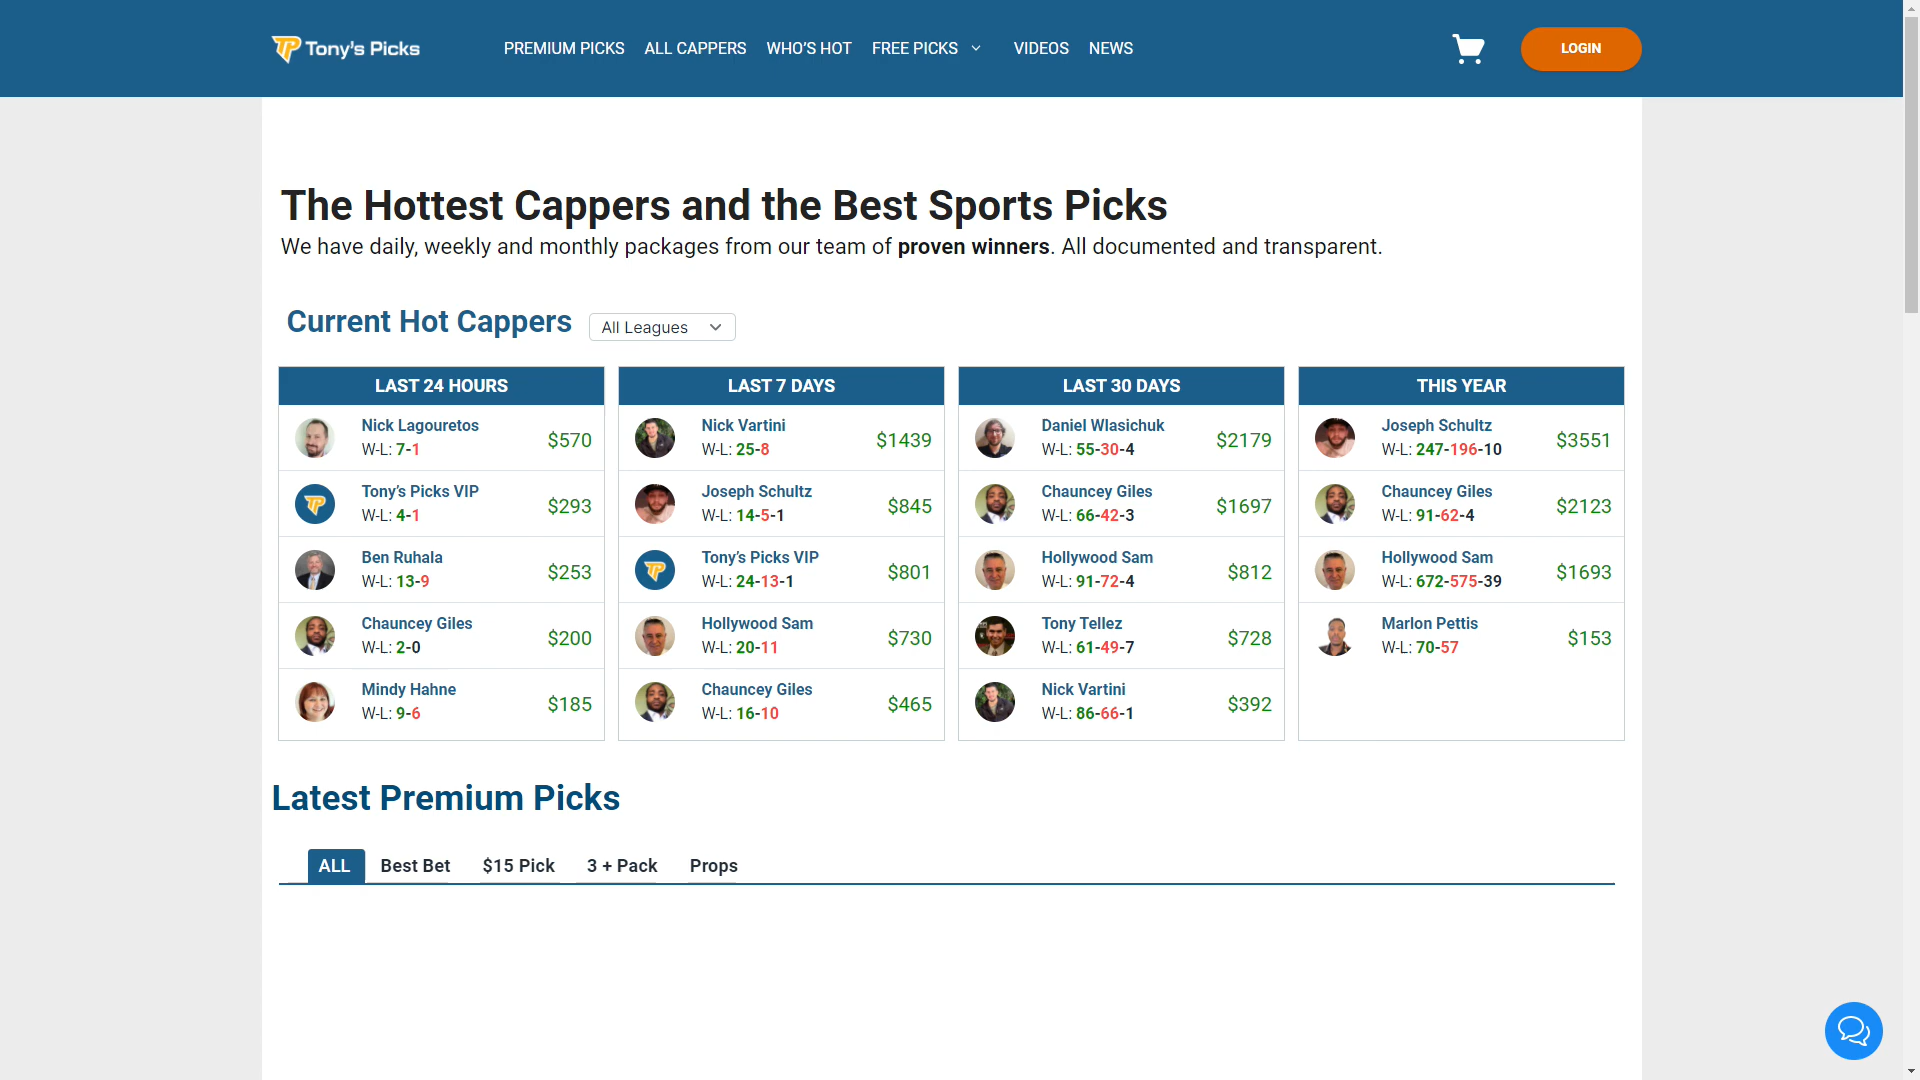 Tony's Picks
PREMIUM PICKS
ALL CAPPERS
WHO'S HOT
FREE PICKS
VIDEOS
NEWS
LOGIN
The Hottest Cappers and the Best Sports Picks
We have daily, weekly and monthly packages from our team of proven winners. All documented and transparent.
Current Hot Cappers
All Leagues
LAST 24 HOURS
Nick Lagouretos
W-L: 7-1
$570
Tony's Picks VIP
W-L: 4-1
$293
Ben Ruhala
W-L: 13-9
$253
Chauncey Giles
W-L: 2-0
$200
Mindy Hahne
W-L: 9-6
$185
LAST 7 DAYS
Nick Vartini
W-L: 25-8
$1439
Joseph Schultz
W-L: 14-5-1
$845
Tony's Picks VIP
W-L: 24-13-1
$801
Hollywood Sam
W-L: 20-11
$730
Chauncey Giles
W-L: 16-10
$465
LAST 30 DAYS
Daniel Wlasichuk
W-L: 55-30-4
$2179
Chauncey Giles
W-L: 66-42-3
$1697
Hollywood Sam
W-L: 91-72-4
$812
Tony Tellez
W-L: 61-49-7
$728
Nick Vartini
W-L: 86-66-1
$392
THIS YEAR
Joseph Schultz
W-L: 247-196-10
$3551
Chauncey Giles
W-L: 91-62-4
$2123
Hollywood Sam
W-L: 672-575-39
$1693
Marlon Pettis
W-L: 70-57
$153
Latest Premium Picks
ALL
Best Bet
$15 Pick
3 + Pack
Props